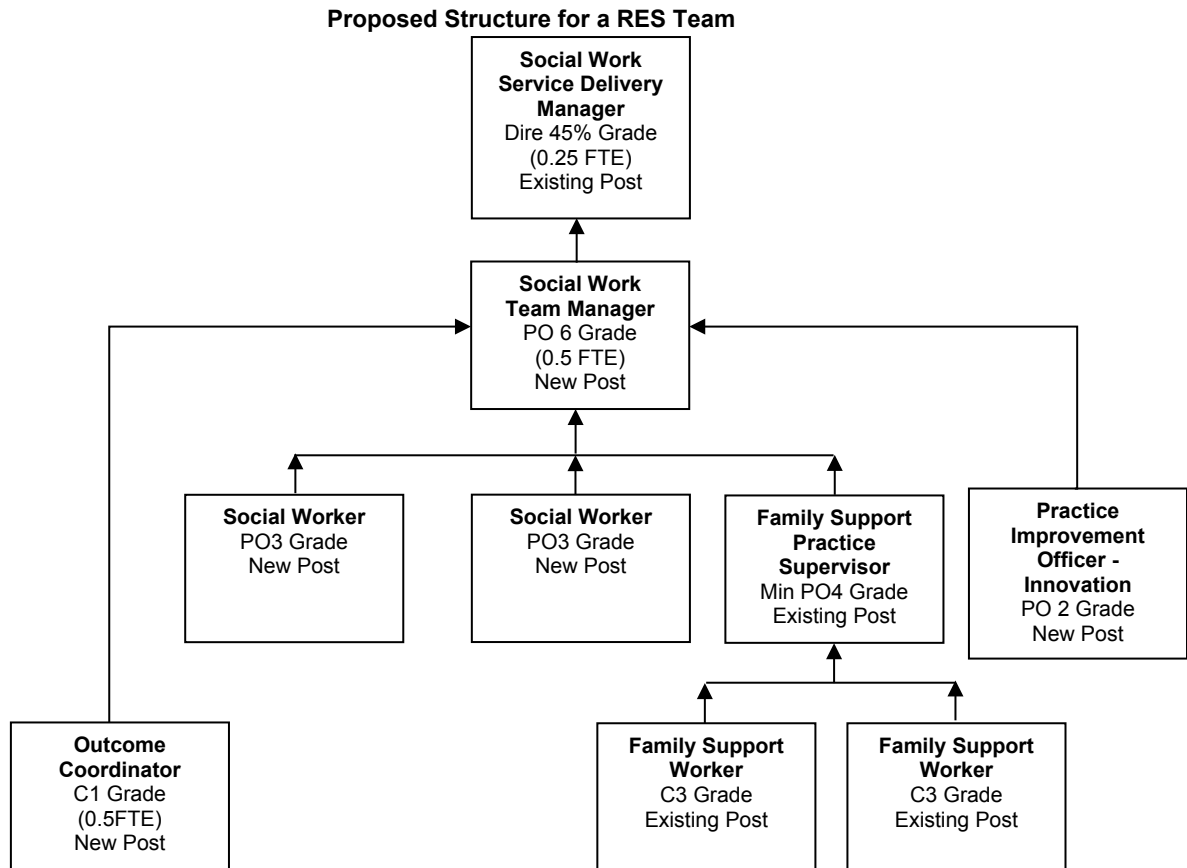 Proposed Structure for a RES Team
Social Work
Service Delivery
Manager
Dire 45% Grade
(0.25 FTE)
Existing Post
Social Work
Team Manager
PO 6 Grade
(0.5 FTE)
New Post
Social Worker
PO3 Grade
New Post
Social Worker
PO3 Grade
New Post
Family Support
Practice
Supervisor
Min PO4 Grade
Existing Post
Practice
Improvement
Officer -
Innovation
PO 2 Grade
New Post
Outcome
Coordinator
C1 Grade
(0.5FTE)
New Post
Family Support
Worker
C3 Grade
Existing Post
Family Support
Worker
C3 Grade
Existing Post